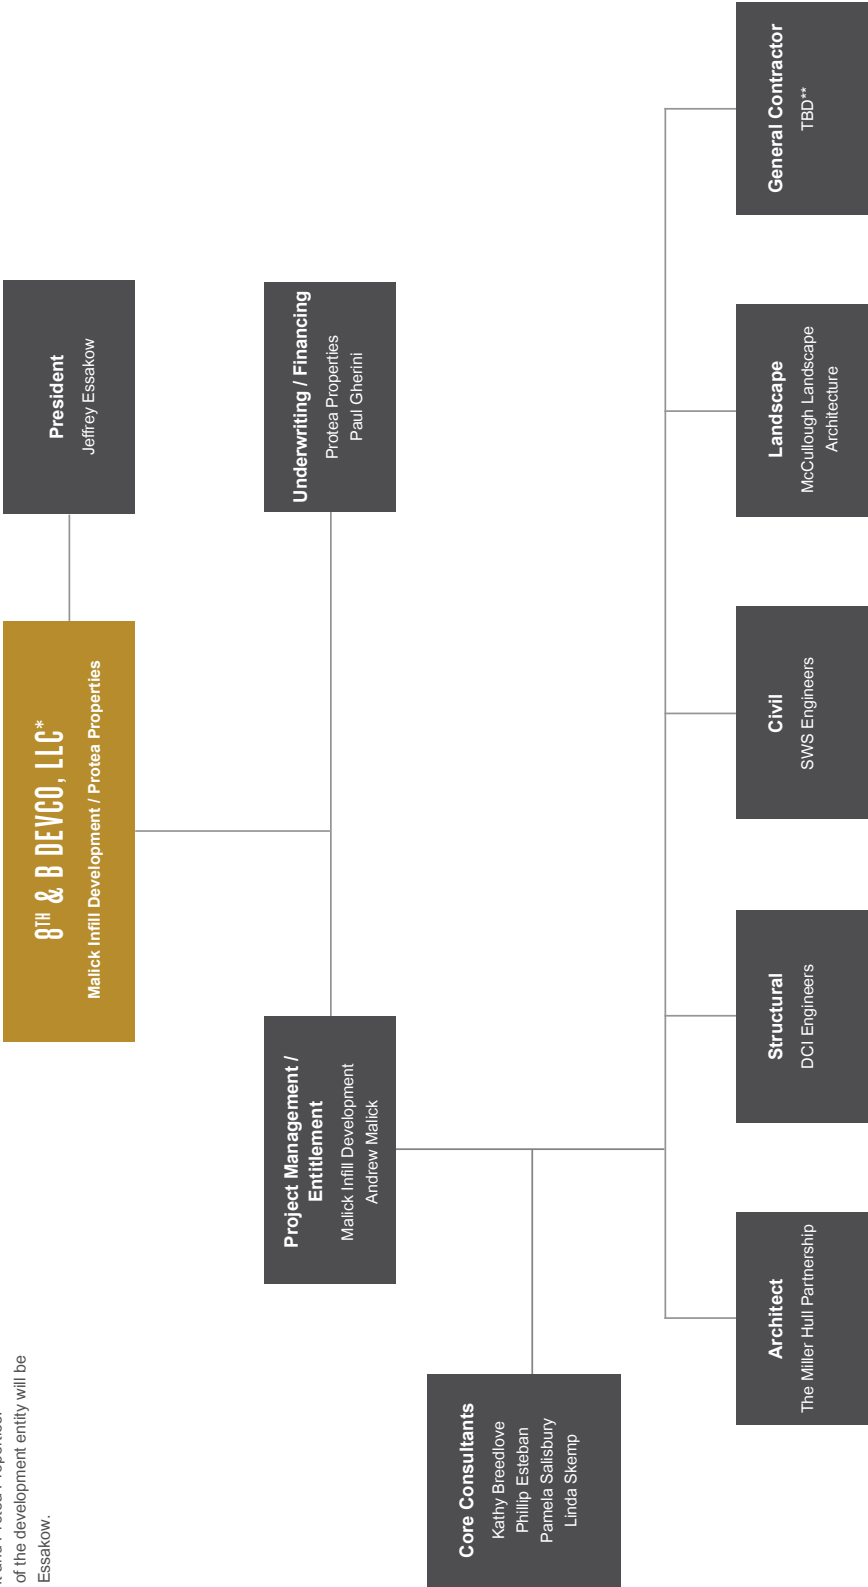 and Protea Properties.
of the development entity will be
Essakow.
8TH & B DEVCO, LLC*
Malick Infill Development / Protea Properties
President
Jeffrey Essakow
Project Management /
Entitlement
Malick Infill Development
Andrew Malick
Underwriting / Financing
Protea Properties
Paul Gherini
Core Consultants
Kathy Breedlove
Phillip Esteban
Pamela Salisbury
Linda Skemp
Architect
The Miller Hull Partnership
Structural
DCI Engineers
Civil
SWS Engineers
Landscape
McCullough Landscape
Architecture
General Contractor
TBD**